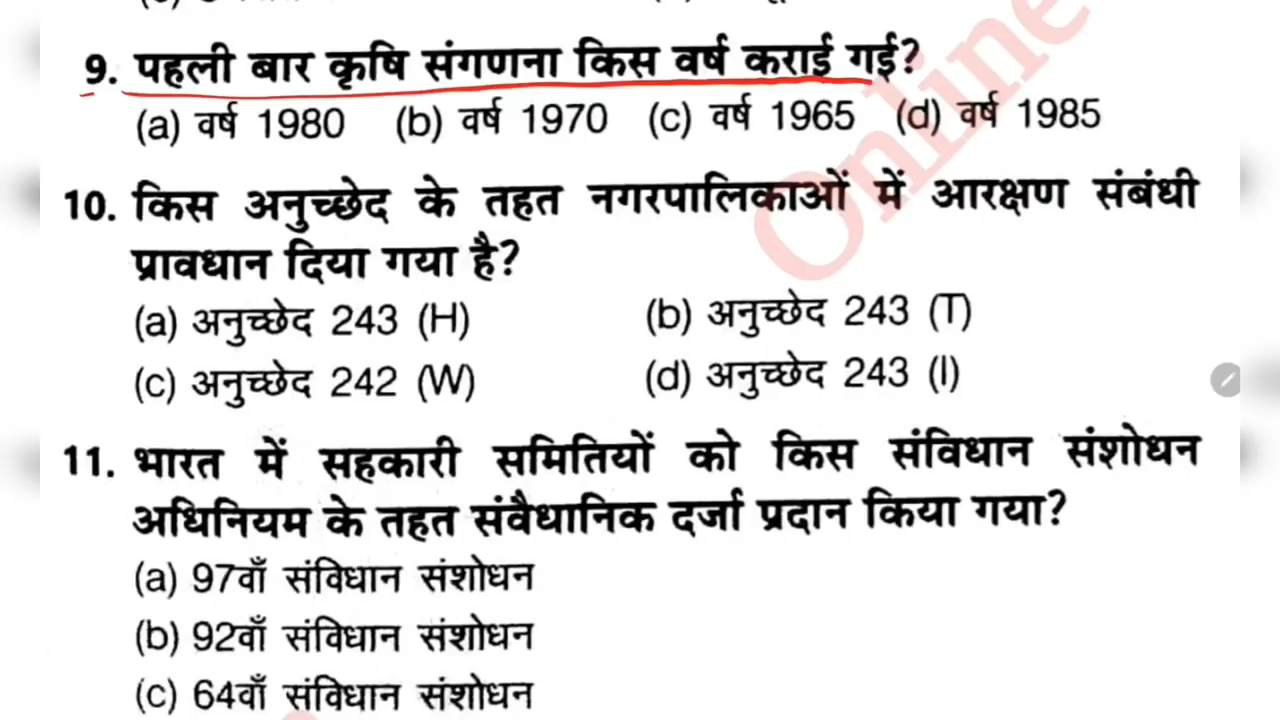 9. पहली बार कृषि संगणना किस वर्ष कराई गई?
(a) वर्ष 1980 (b) वर्ष 1970 (c) वर्ष 1965 (d) वर्ष 1985
10. किस अनुच्छेद के तहत नगरपालिकाओं में आरक्षण संबंधी
प्रावधान दिया गया है?
(a) अनुच्छेद 243 (H) (b) अनुच्छेद 243 (T)
(c) अनुच्छेद 242 (W) (d) अनुच्छेद 243 (I)
11. भारत में सहकारी समितियों को किस संविधान संशोधन
अधिनियम के तहत संवैधानिक दर्जा प्रदान किया गया?
(a) 97वाँ संविधान संशोधन
(b) 92वाँ संविधान संशोधन
(c) 64वाँ संविधान संशोधन
Online